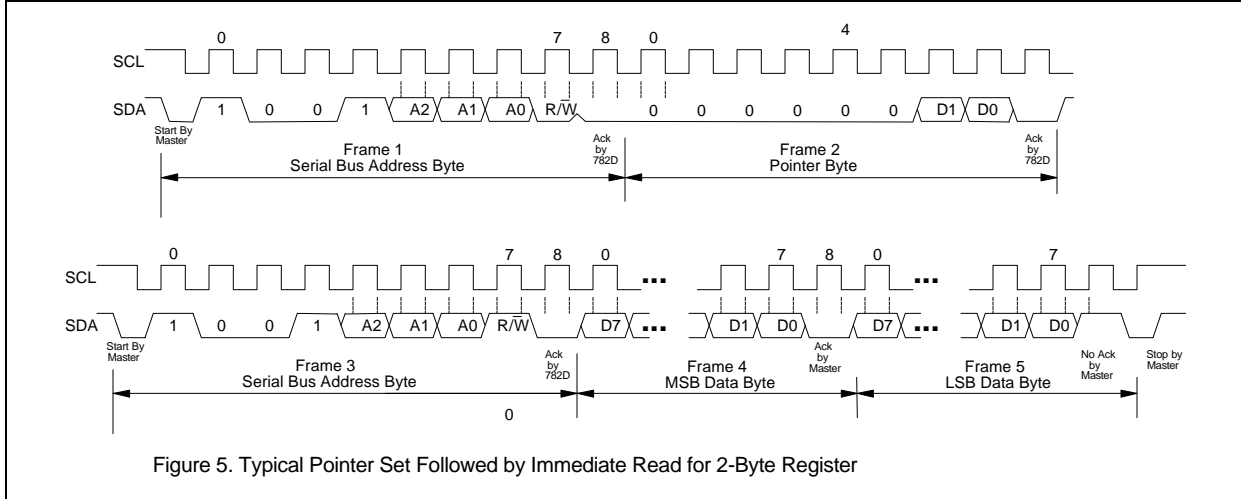 0 7 8 0 4
SCL
SDA 1 0 0 1 A2 A1 A0 R/W 0 0 0 0 0 0 D1 D0
Start By Master
Ack by 782D
Ack by 782D
Frame 1
Serial Bus Address Byte
Frame 2
Pointer Byte
0 7 8 0 7 8 0 7
SCL ... ...
SDA 1 0 0 1 A2 A1 A0 R/W D7 ... D1 D0 D7 ... D1 D0
Start By Master
Ack by 782D
Ack by Master
No Ack by Master
Stop by Master
Frame 3
Serial Bus Address Byte
Frame 4
MSB Data Byte
Frame 5
LSB Data Byte
0
Figure 5. Typical Pointer Set Followed by Immediate Read for 2-Byte Register